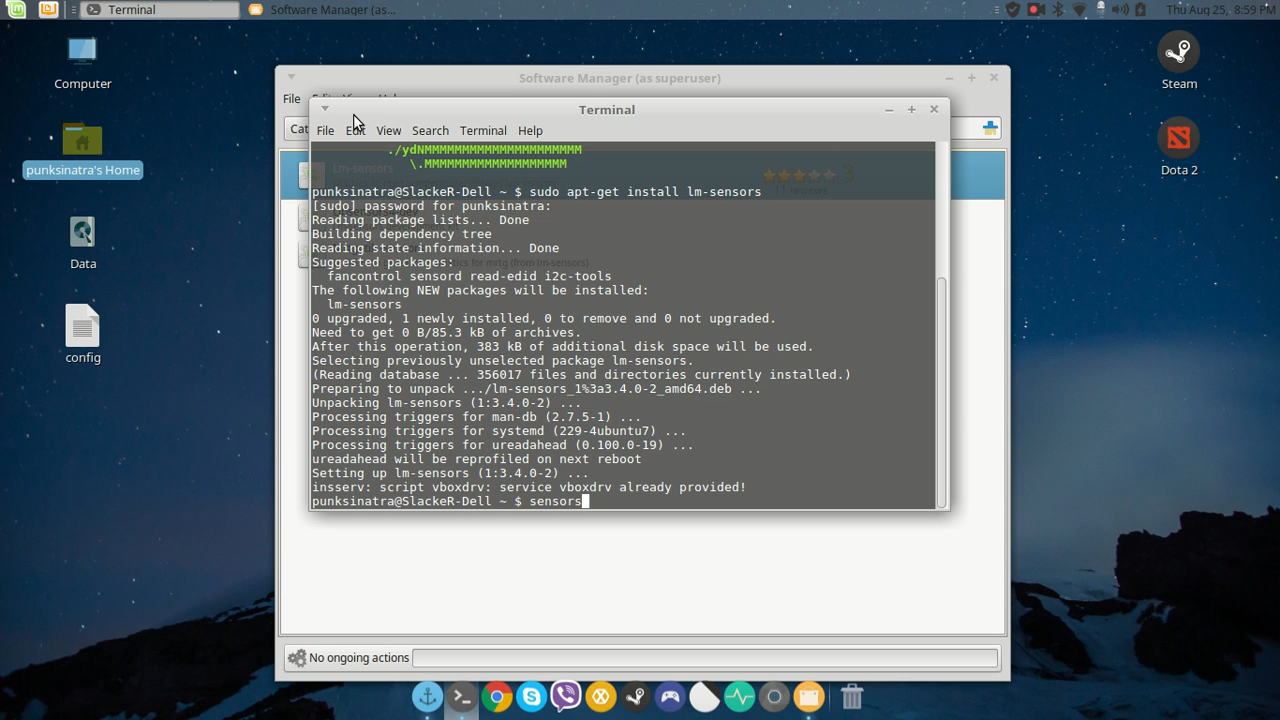 Terminal
Software Manager (as...
Thu Aug 25, 8:59 PM
Computer
punksinatra's Home
Data
config
Steam
Dota 2
Software Manager (as superuser)
File
Terminal
File Edit View Search Terminal Help
./ydNMMMMMMMMMMMMMMMMMMMMM
\.MMMMMMMMMMMMMMMMMMM
Lm-sensors
punksinatra@SlackeR-Dell ~ $ sudo apt-get install lm-sensors
[sudo] password for punksinatra:
Reading package lists... Done
Building dependency tree
Reading state information... Done
Suggested packages:
fancontrol sensord read-edid i2c-tools
The following NEW packages will be installed:
lm-sensors
0 upgraded, 1 newly installed, 0 to remove and 0 not upgraded.
Need to get 0 B/85.3 kB of archives.
After this operation, 383 kB of additional disk space will be used.
Selecting previously unselected package lm-sensors.
(Reading database ... 356017 files and directories currently installed.)
Preparing to unpack .../lm-sensors_1%3a3.4.0-2_amd64.deb ...
Unpacking lm-sensors (1:3.4.0-2) ...
Processing triggers for man-db (2.7.5-1) ...
Processing triggers for systemd (229-4ubuntu7) ...
Processing triggers for ureadahead (0.100.0-19) ...
ureadahead will be reprofiled on next reboot
Setting up lm-sensors (1:3.4.0-2) ...
insserv: script vboxdrv: service vboxdrv already provided!
punksinatra@SlackeR-Dell ~ $ sensors
No ongoing actions